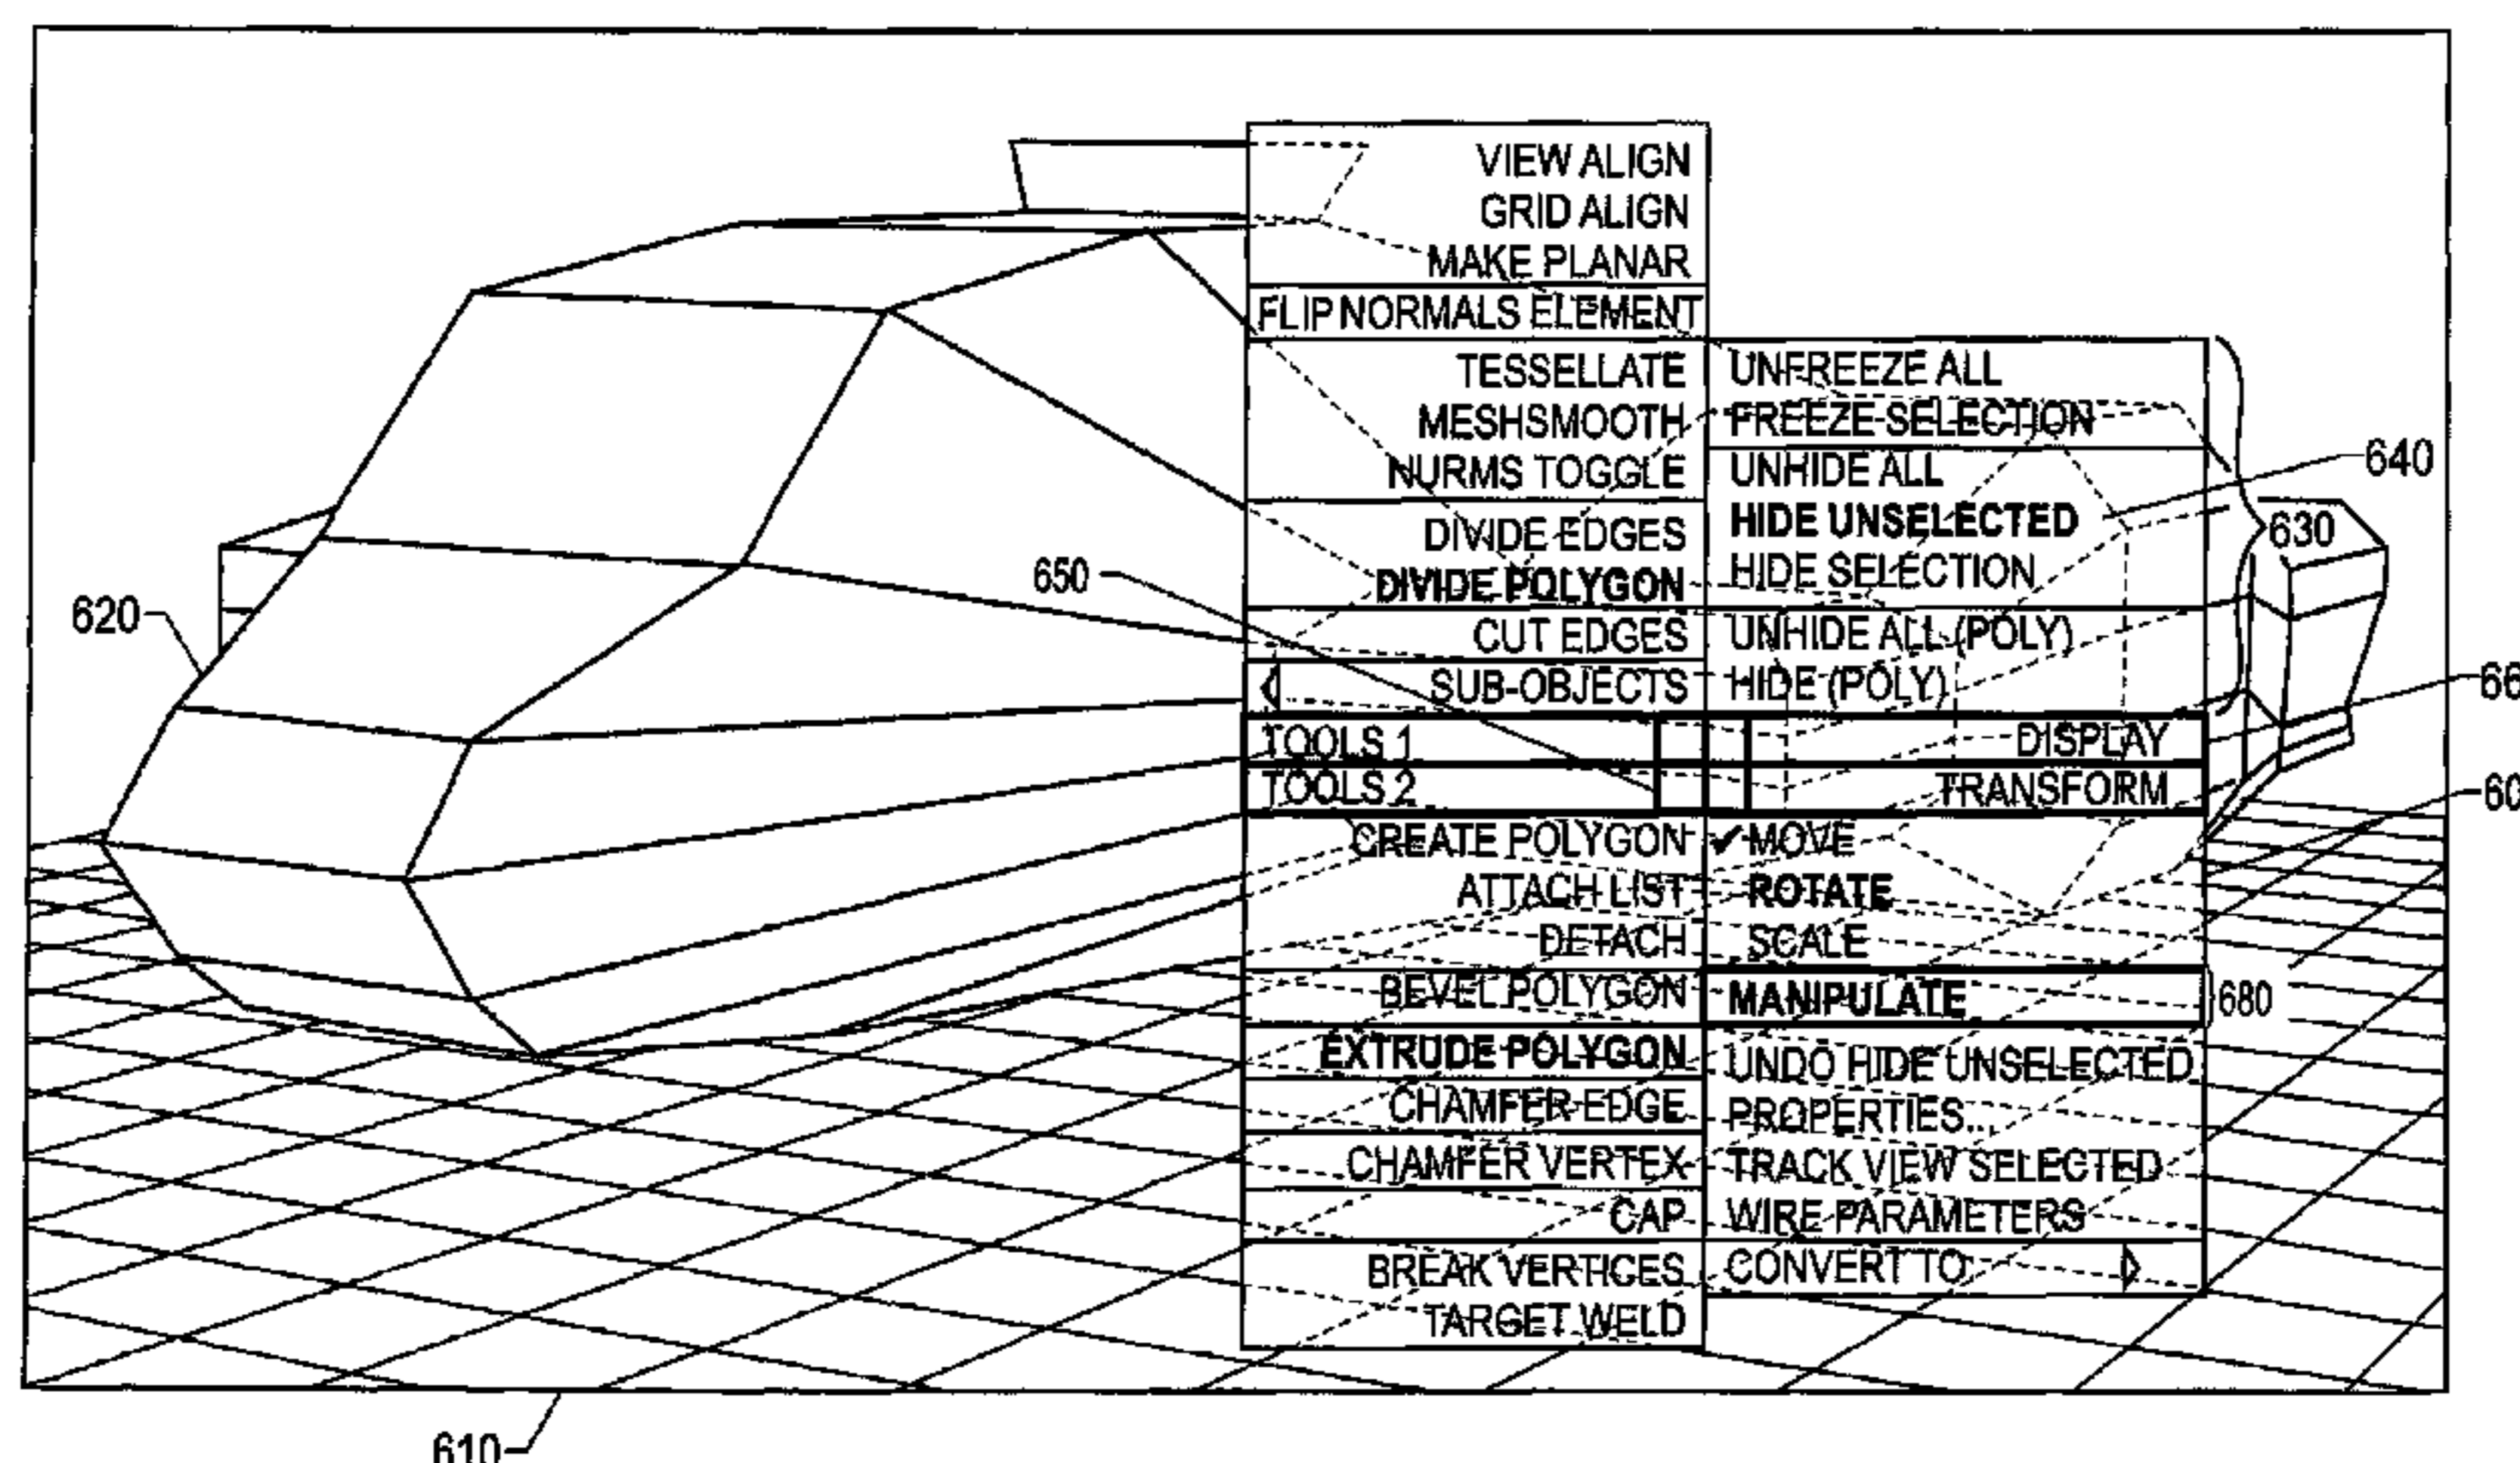 VIEW ALIGN
GRID ALIGN
MAKE PLANAR
FLIP NORMALS ELEMENT
TESSELLATE
MESHSMOOTH
NURMS TOGGLE
DIVIDE EDGES
DIVIDE POLYGON
CUT EDGES
SUB-OBJECTS
UNFREEZE ALL
FREEZE SELECTION
UNHIDE ALL
HIDE UNSELECTED
HIDE SELECTION
UNHIDE ALL (POLY)
HIDE (POLY)
TOOLS 1
DISPLAY
TOOLS 2
TRANSFORM
CREATE POLYGON
ATTACH LIST
DETACH
BEVEL POLYGON
EXTRUDE POLYGON
CHAMFER EDGE
CHAMFER VERTEX
CAP
BREAK VERTICES
TARGET WELD
✔ MOVE
ROTATE
SCALE
MANIPULATE
UNDO HIDE UNSELECTED
PROPERTIES...
TRACK VIEW SELECTED
WIRE PARAMETERS
CONVERT TO
620
650
640
630
680
610